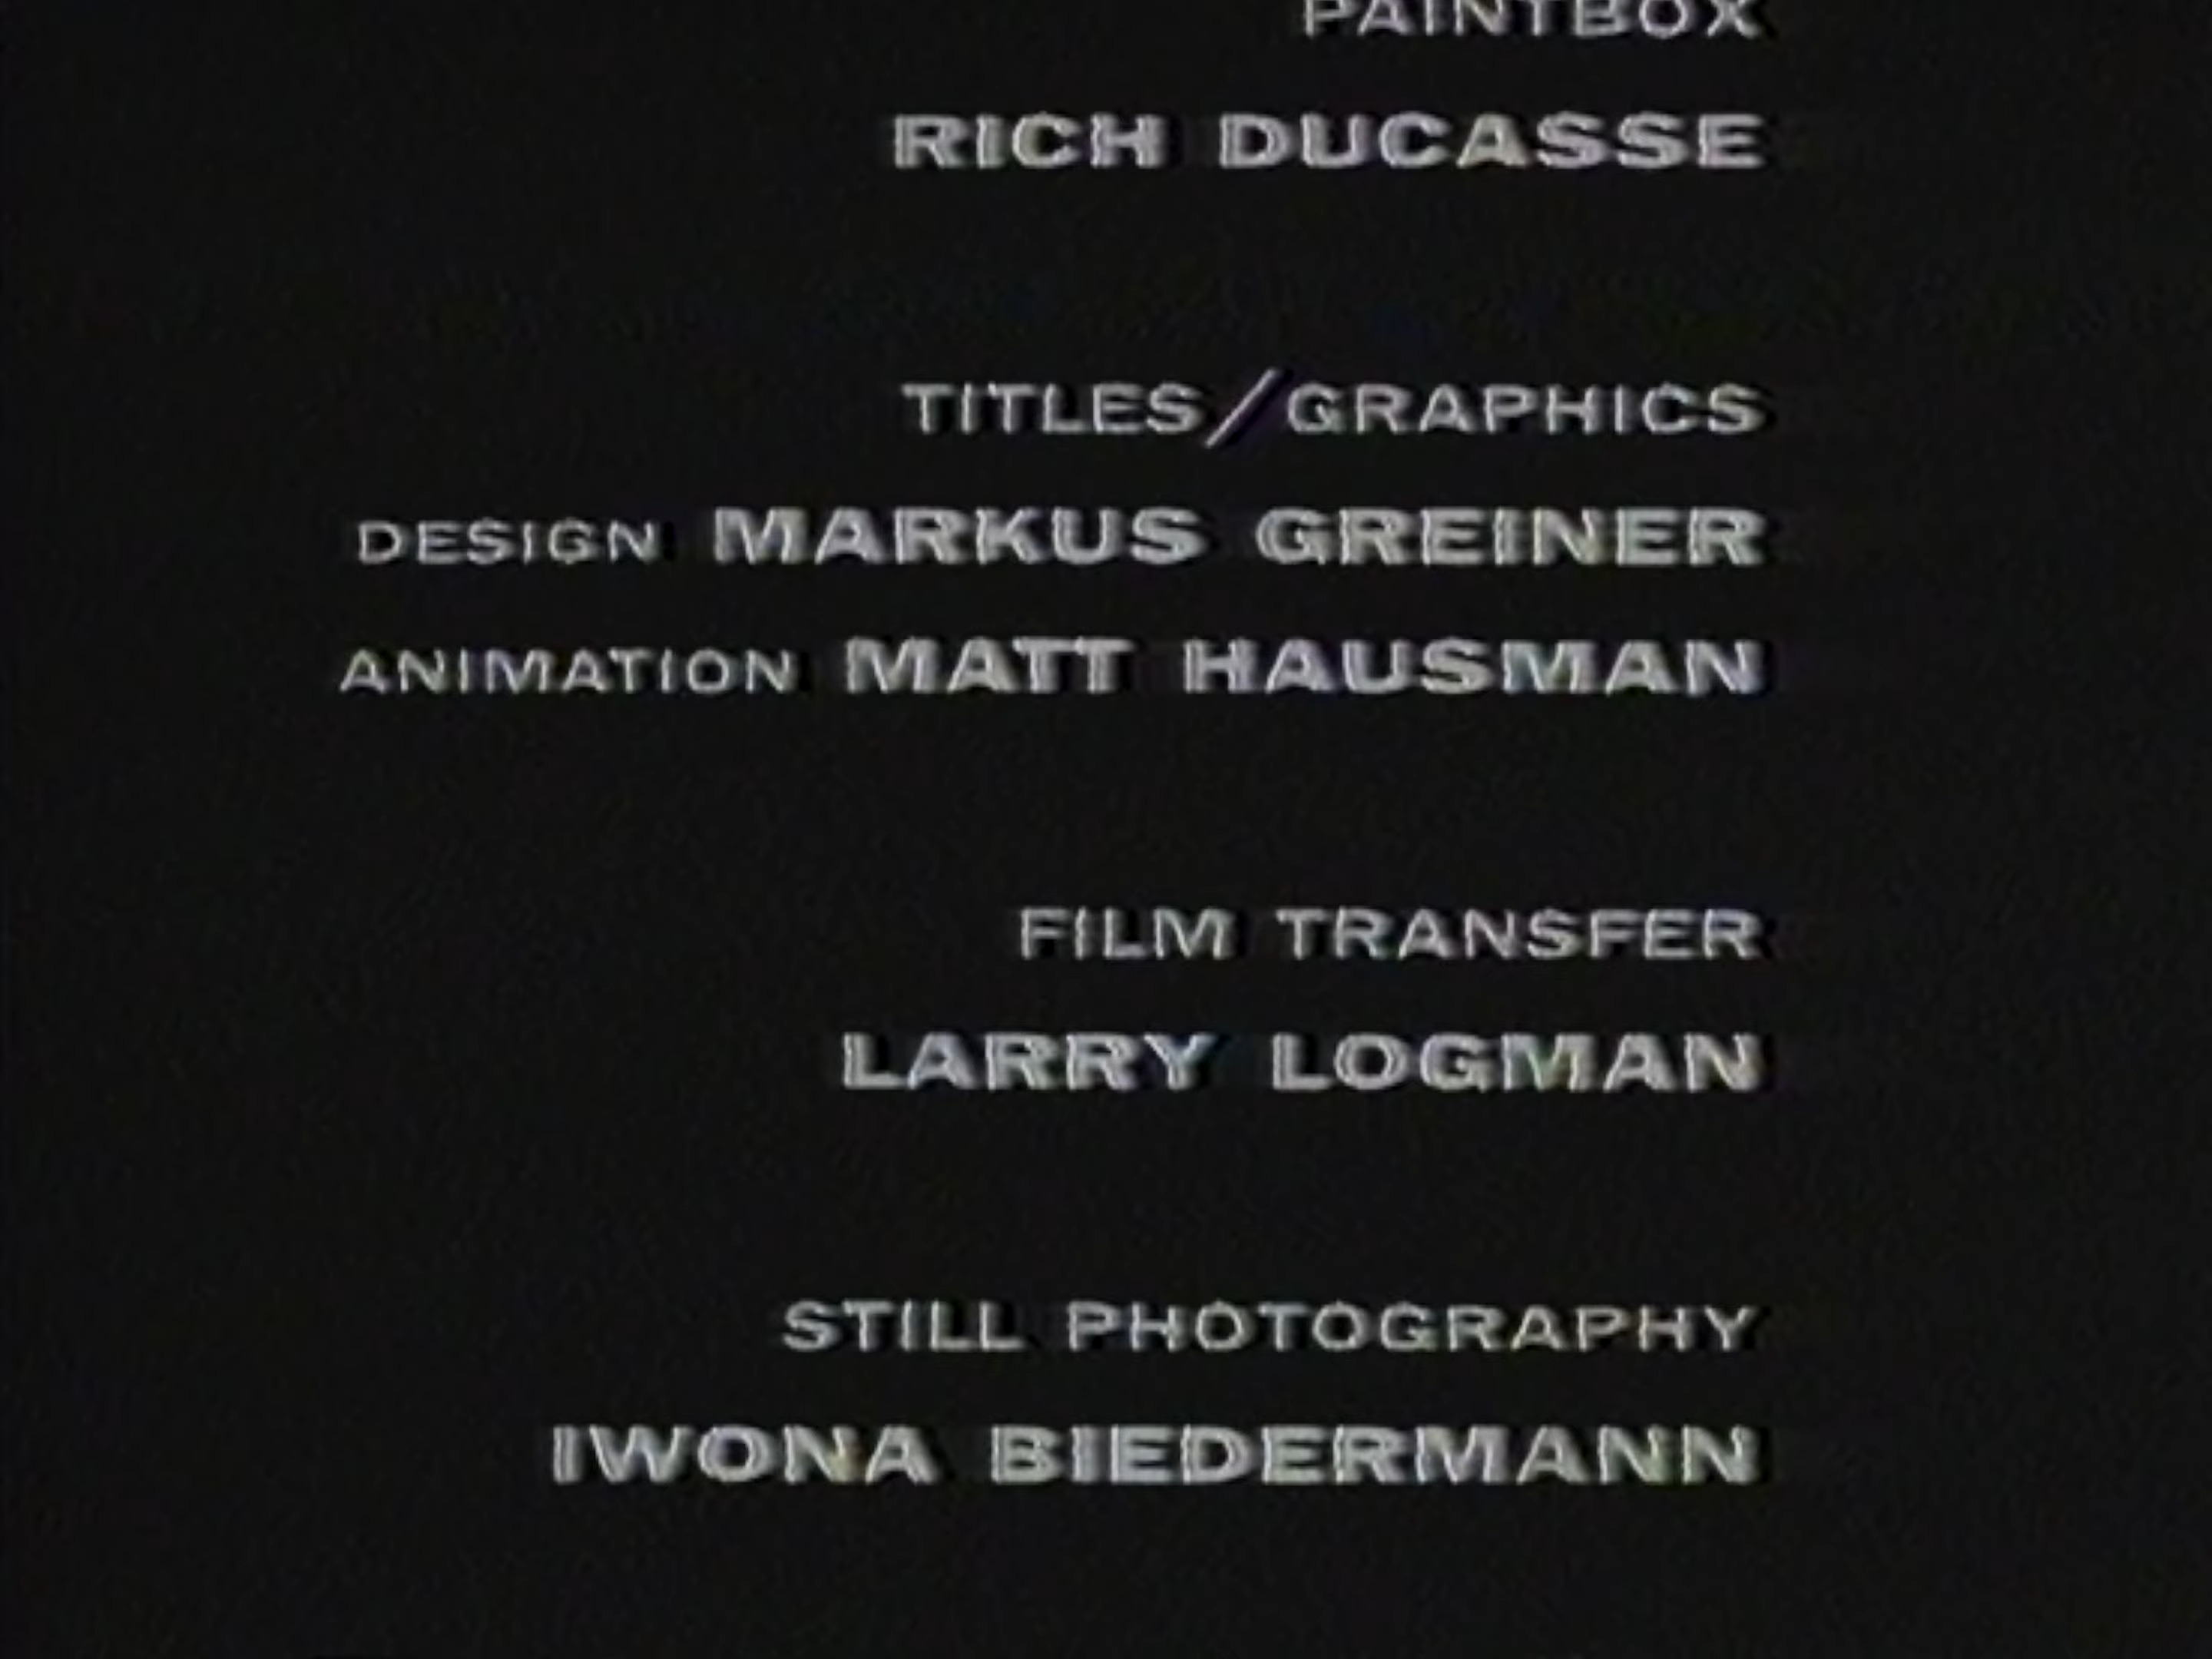 PAINTBOX
RICH DUCASSE
TITLES/GRAPHICS
DESIGN MARKUS GREINER
ANIMATION MATT HAUSMAN
FILM TRANSFER
LARRY LOGMAN
STILL PHOTOGRAPHY
IWONA BIEDERMANN